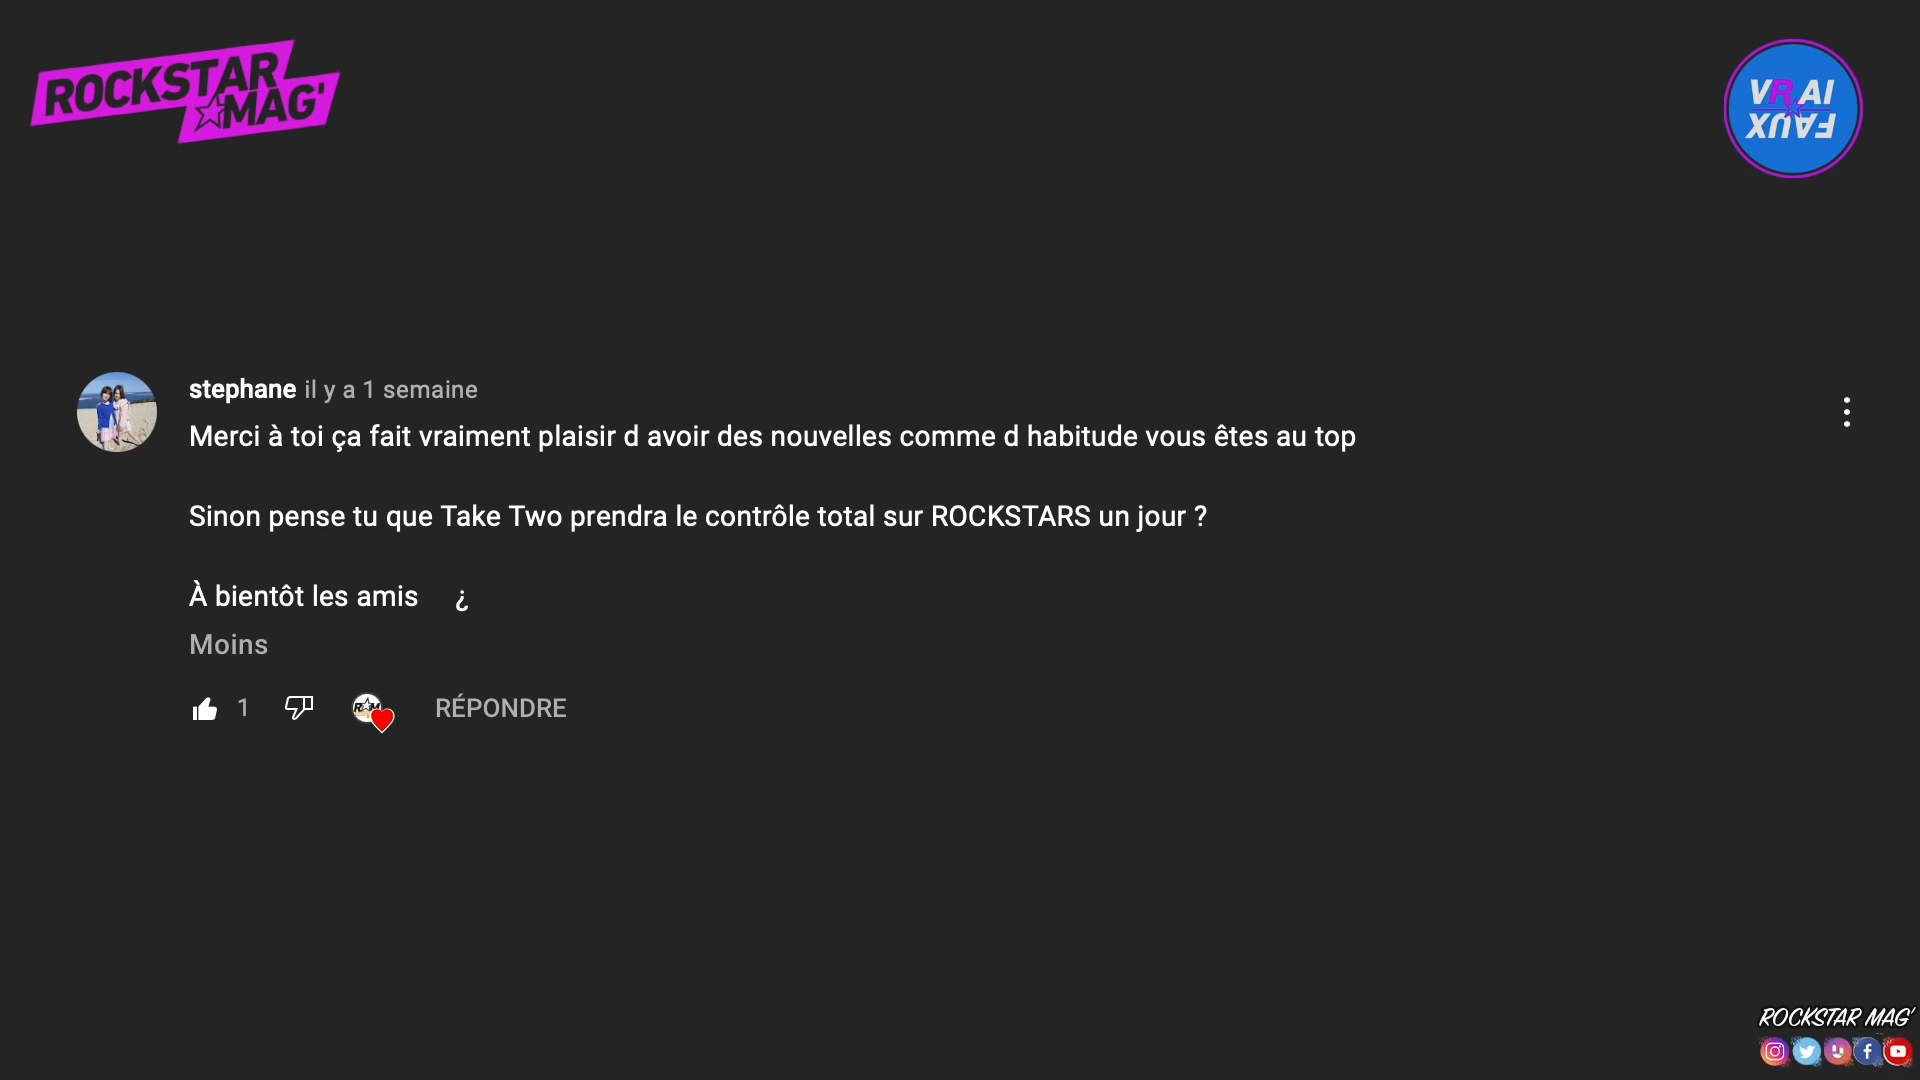 ROCKSTAR
MAG'
VRAI
FAUX
stephane il y a 1 semaine
Merci à toi ça fait vraiment plaisir d avoir des nouvelles comme d habitude vous êtes au top
Sinon pense tu que Take Two prendra le contrôle total sur ROCKSTARS un jour ?
À bientôt les amis ¿
Moins
1
RÉPONDRE
ROCKSTAR MAG'